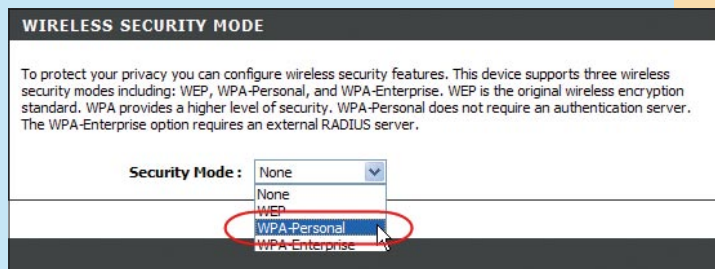 WIRELESS SECURITY MODE
To protect your privacy you can configure wireless security features. This device supports three wireless
security modes including: WEP, WPA-Personal, and WPA-Enterprise. WEP is the original wireless encryption
standard. WPA provides a higher level of security. WPA-Personal does not require an authentication server.
The WPA-Enterprise option requires an external RADIUS server.
Security Mode : None
None
WEP
WPA-Personal
WPA-Enterprise